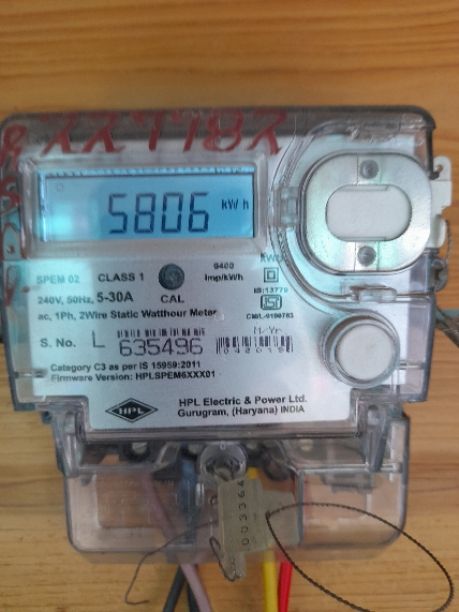 5806 kW h
SPEM 02 CLASS 1 6400 imp/kWh
240V, 50Hz, 5-30A CAL IS:13779
ac, 1Ph, 2Wire Static Watthour Meter
S. No. L 635496 042019
Category C3 as per IS 15959:2011
Firmware Version: HPLSPEM6XXX01
HPL HPL Electric & Power Ltd.
Gurugram, (Haryana) INDIA